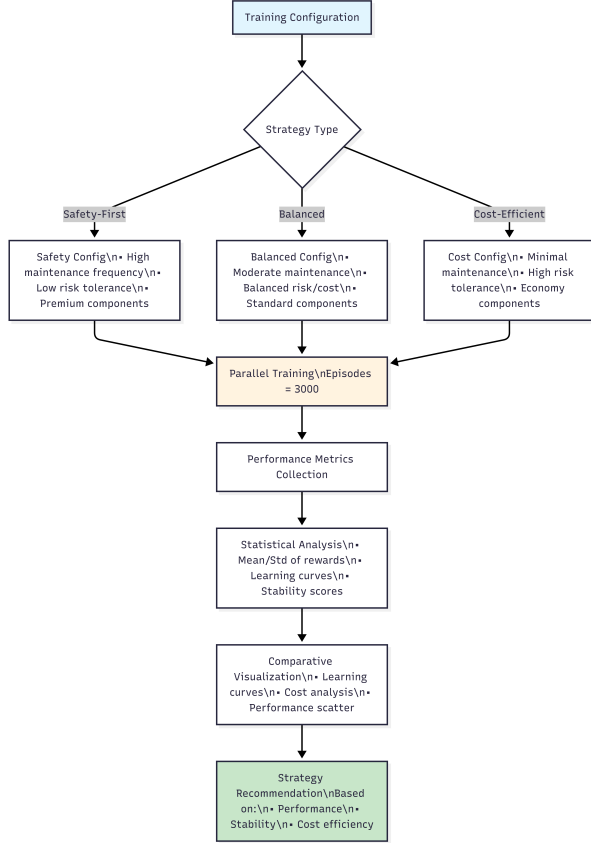 Training Configuration
Strategy Type
Safety-First
Balanced
Cost-Efficient
Safety Config\n• High
maintenance frequency\n•
Low risk tolerance\n•
Premium components
Balanced Config\n•
Moderate maintenance\n•
Balanced risk/cost\n•
Standard components
Cost Config\n• Minimal
maintenance\n• High risk
tolerance\n• Economy
components
Parallel Training\nEpisodes
= 3000
Performance Metrics
Collection
Statistical Analysis\n•
Mean/Std of rewards\n•
Learning curves\n•
Stability scores
Comparative
Visualization\n• Learning
curves\n• Cost analysis\n•
Performance scatter
Strategy
Recommendation\nBased
on:\n• Performance\n•
Stability\n• Cost efficiency